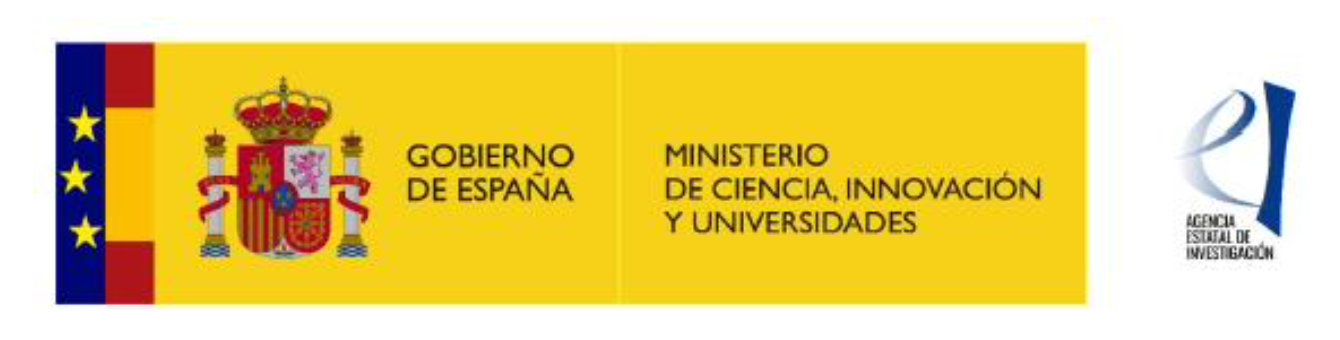 GOBIERNO
DE ESPAÑA
MINISTERIO
DE CIENCIA, INNOVACIÓN
Y UNIVERSIDADES
AGENCIA
ESTATAL DE
INVESTIGACIÓN